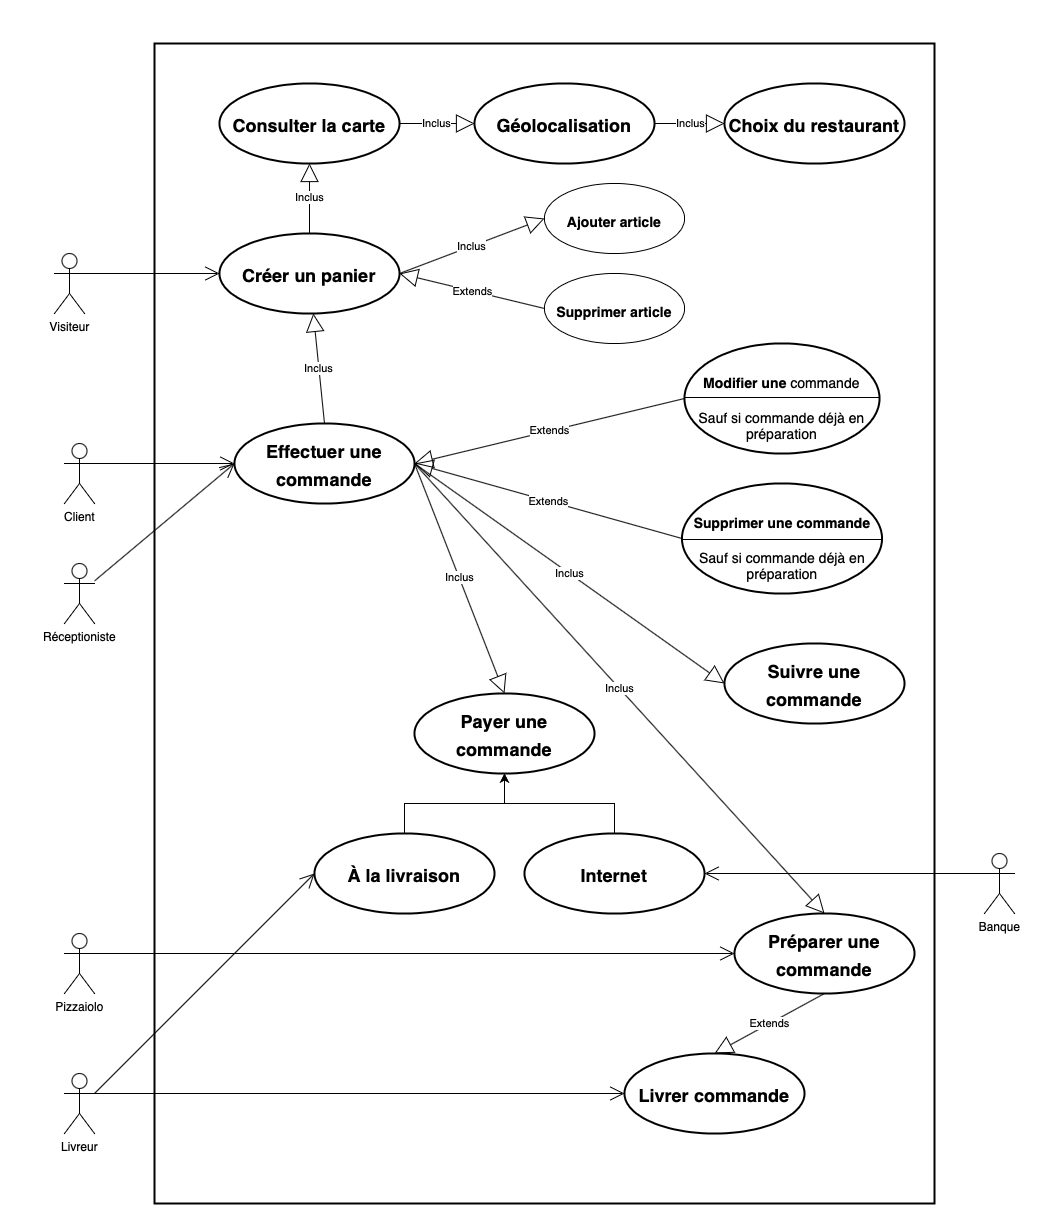 Consulter la carte
Inclus
Géolocalisation
Inclus
Choix du restaurant
Inclus
Ajouter article
Inclus
Créer un panier
Extends
Supprimer article
Visiteur
Inclus
Modifier une commande
Sauf si commande déjà en
préparation
Extends
Effectuer une
commande
Extends
Supprimer une commande
Sauf si commande déjà en
préparation
Client
Réceptioniste
Inclus
Inclus
Inclus
Suivre une
commande
Payer une
commande
À la livraison
Internet
Banque
Préparer une
commande
Pizzaiolo
Extends
Livrer commande
Livreur